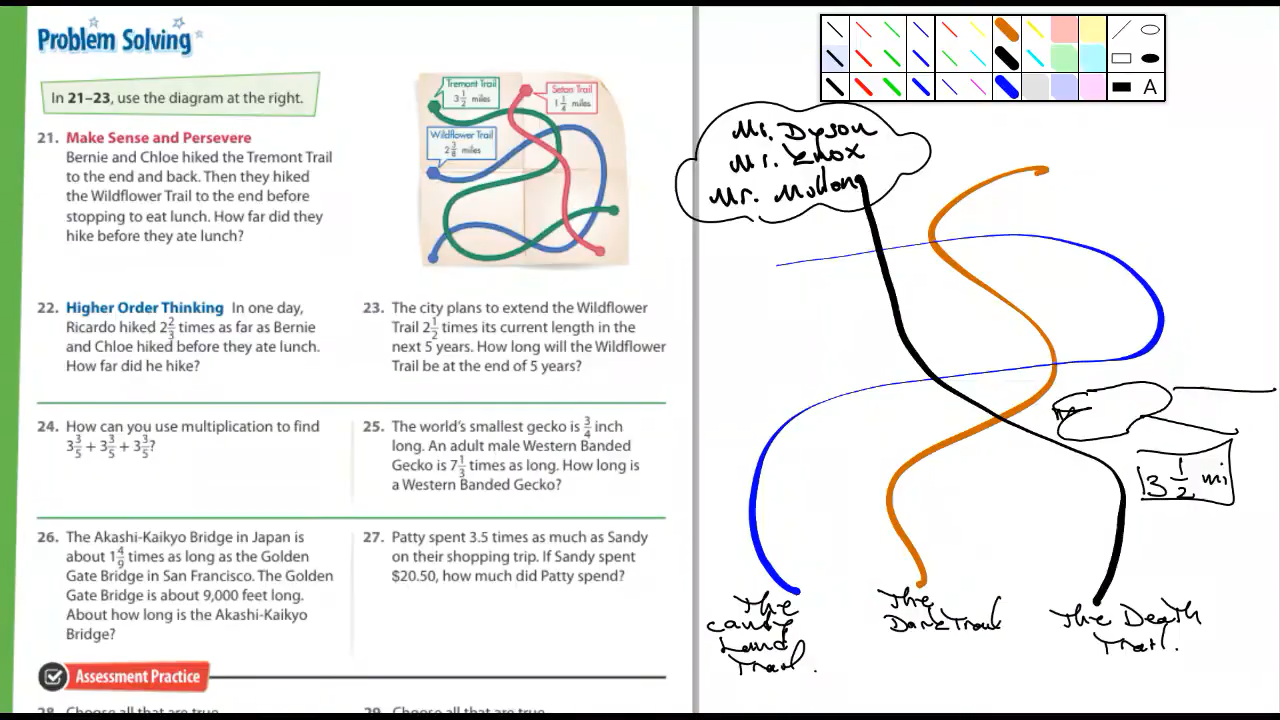 Problem Solving
In 21–23, use the diagram at the right.
21. Make Sense and Persevere
Bernie and Chloe hiked the Tremont Trail
to the end and back. Then they hiked
the Wildflower Trail to the end before
stopping to eat lunch. How far did they
hike before they ate lunch?
Tremont Trail
3 1/2 miles
Seton Trail
1 1/4 miles
Wildflower Trail
2 3/8 miles
22. Higher Order Thinking In one day,
Ricardo hiked 2 2/3 times as far as Bernie
and Chloe hiked before they ate lunch.
How far did he hike?
23. The city plans to extend the Wildflower
Trail 2 1/2 times its current length in the
next 5 years. How long will the Wildflower
Trail be at the end of 5 years?
24. How can you use multiplication to find
3 3/5 + 3 3/5 + 3 3/5?
25. The world's smallest gecko is 3/4 inch
long. An adult male Western Banded
Gecko is 7 1/3 times as long. How long is
a Western Banded Gecko?
26. The Akashi-Kaikyo Bridge in Japan is
about 1 4/9 times as long as the Golden
Gate Bridge in San Francisco. The Golden
Gate Bridge is about 9,000 feet long.
About how long is the Akashi-Kaikyo
Bridge?
27. Patty spent 3.5 times as much as Sandy
on their shopping trip. If Sandy spent
$20.50, how much did Patty spend?
Assessment Practice
28. Choose all that are true.
29. Choose all that are true.
A
Mr. Dyson
Mr. Knox
Mr.
3 1/2 mi
The
Land
Trail.
The
The Death
Trail.